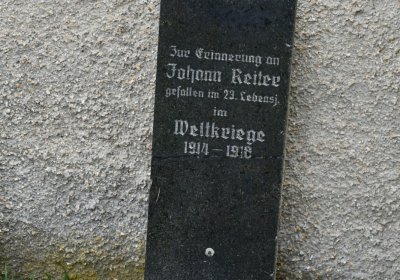 Zur Erinnerung an
Johann Reiter
gefallen im 23. Lebensj.
im
Weltkriege
1914 – 1918